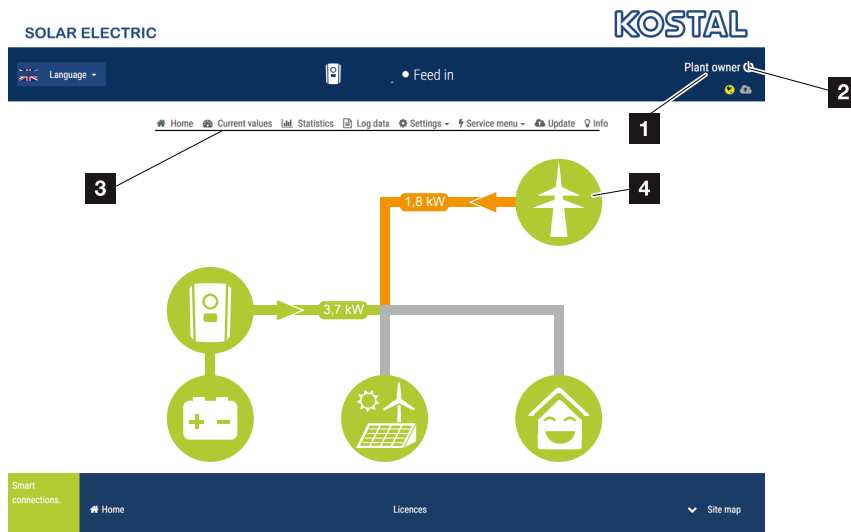 SOLAR ELECTRIC
KOSTAL
Language
Feed in
Plant owner
2
1
Home Current values Statistics Log data Settings Service menu Update Info
3
4
1,8 kW
3,7 kW
Smart
connections.
Home
Licences
Site map